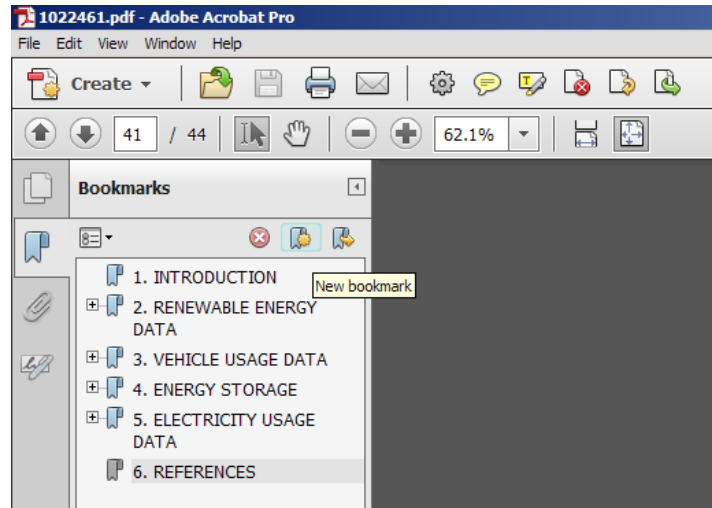 1022461.pdf - Adobe Acrobat Pro
File Edit View Window Help
Create
41 / 44 62.1%
Bookmarks
1. INTRODUCTION
New bookmark
2. RENEWABLE ENERGY
DATA
3. VEHICLE USAGE DATA
4. ENERGY STORAGE
5. ELECTRICITY USAGE
DATA
6. REFERENCES